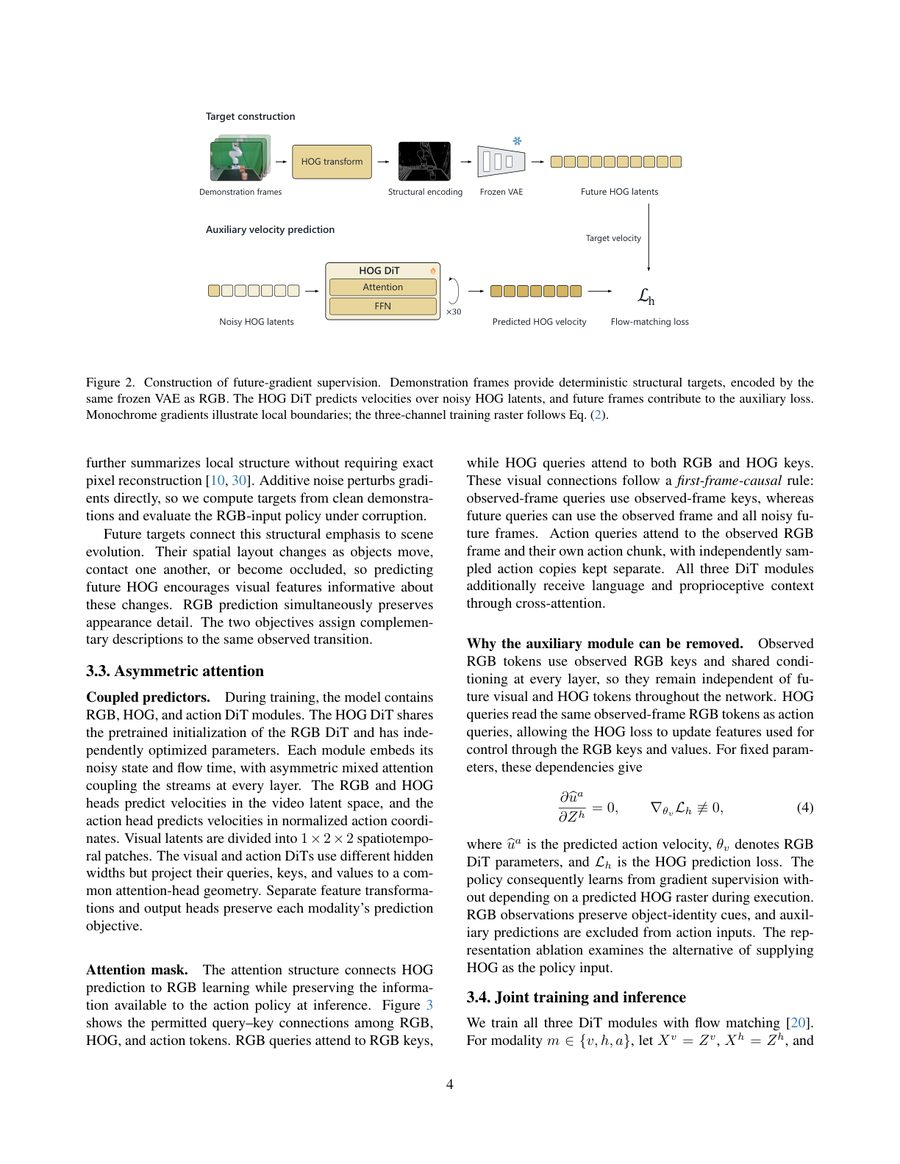 Target construction
HOG transform
Demonstration frames
Structural encoding
Frozen VAE
Future HOG latents
Auxiliary velocity prediction
Target velocity
HOG DiT
Attention
FFN
×30
ℒh
Noisy HOG latents
Predicted HOG velocity
Flow-matching loss
Figure 2. Construction of future-gradient supervision. Demonstration frames provide deterministic structural targets, encoded by the
same frozen VAE as RGB. The HOG DiT predicts velocities over noisy HOG latents, and future frames contribute to the auxiliary loss.
Monochrome gradients illustrate local boundaries; the three-channel training raster follows Eq. (2).
further summarizes local structure without requiring exact
pixel reconstruction [10, 30]. Additive noise perturbs gradi-
ents directly, so we compute targets from clean demonstra-
tions and evaluate the RGB-input policy under corruption.
Future targets connect this structural emphasis to scene
evolution. Their spatial layout changes as objects move,
contact one another, or become occluded, so predicting
future HOG encourages visual features informative about
these changes. RGB prediction simultaneously preserves
appearance detail. The two objectives assign complemen-
tary descriptions to the same observed transition.
3.3. Asymmetric attention
Coupled predictors. During training, the model contains
RGB, HOG, and action DiT modules. The HOG DiT shares
the pretrained initialization of the RGB DiT and has inde-
pendently optimized parameters. Each module embeds its
noisy state and flow time, with asymmetric mixed attention
coupling the streams at every layer. The RGB and HOG
heads predict velocities in the video latent space, and the
action head predicts velocities in normalized action coordi-
nates. Visual latents are divided into 1 × 2 × 2 spatiotempo-
ral patches. The visual and action DiTs use different hidden
widths but project their queries, keys, and values to a com-
mon attention-head geometry. Separate feature transforma-
tions and output heads preserve each modality's prediction
objective.
Attention mask. The attention structure connects HOG
prediction to RGB learning while preserving the informa-
tion available to the action policy at inference. Figure 3
shows the permitted query–key connections among RGB,
HOG, and action tokens. RGB queries attend to RGB keys,
while HOG queries attend to both RGB and HOG keys.
These visual connections follow a first-frame-causal rule:
observed-frame queries use observed-frame keys, whereas
future queries can use the observed frame and all noisy fu-
ture frames. Action queries attend to the observed RGB
frame and their own action chunk, with independently sam-
pled action copies kept separate. All three DiT modules
additionally receive language and proprioceptive context
through cross-attention.
Why the auxiliary module can be removed. Observed
RGB tokens use observed RGB keys and shared condi-
tioning at every layer, so they remain independent of fu-
ture visual and HOG tokens throughout the network. HOG
queries read the same observed-frame RGB tokens as action
queries, allowing the HOG loss to update features used for
control through the RGB keys and values. For fixed param-
eters, these dependencies give
∂ûᵃ/∂Zʰ = 0, ∇θᵥ ℒh ≢ 0, (4)
where ûᵃ is the predicted action velocity, θᵥ denotes RGB
DiT parameters, and ℒh is the HOG prediction loss. The
policy consequently learns from gradient supervision with-
out depending on a predicted HOG raster during execution.
RGB observations preserve object-identity cues, and auxil-
iary predictions are excluded from action inputs. The rep-
resentation ablation examines the alternative of supplying
HOG as the policy input.
3.4. Joint training and inference
We train all three DiT modules with flow matching [20].
For modality m ∈ {v, h, a}, let Xᵛ = Zᵛ, Xʰ = Zʰ, and
4